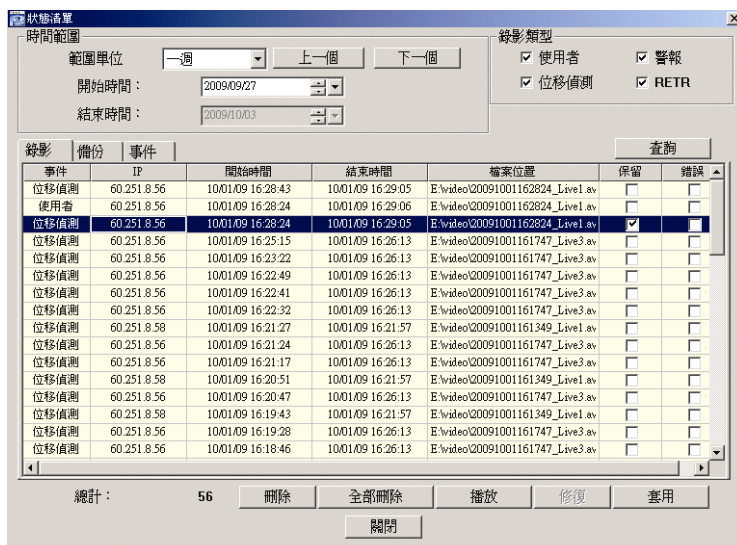 狀態清單
時間範圍
範圍單位 一週 上一個 下一個
開始時間： 2009/09/27
結束時間： 2009/10/03
錄影類型
使用者 警報
位移偵測 RETR
錄影 備份 事件 查詢
事件 IP 開始時間 結束時間 檔案位置 保留 錯誤
位移偵測 60.251.8.56 10/01/09 16:28:43 10/01/09 16:29:05 E:\video\20091001162824_Live1.av
使用者 60.251.8.56 10/01/09 16:28:24 10/01/09 16:29:06 E:\video\20091001162824_Live1.av
位移偵測 60.251.8.56 10/01/09 16:28:24 10/01/09 16:29:05 E:\video\20091001162824_Live1.av
位移偵測 60.251.8.56 10/01/09 16:25:15 10/01/09 16:26:13 E:\video\20091001161747_Live3.av
位移偵測 60.251.8.56 10/01/09 16:23:22 10/01/09 16:26:13 E:\video\20091001161747_Live3.av
位移偵測 60.251.8.56 10/01/09 16:22:49 10/01/09 16:26:13 E:\video\20091001161747_Live3.av
位移偵測 60.251.8.56 10/01/09 16:22:41 10/01/09 16:26:13 E:\video\20091001161747_Live3.av
位移偵測 60.251.8.56 10/01/09 16:22:32 10/01/09 16:26:13 E:\video\20091001161747_Live3.av
位移偵測 60.251.8.58 10/01/09 16:21:27 10/01/09 16:21:57 E:\video\20091001161349_Live1.av
位移偵測 60.251.8.56 10/01/09 16:21:24 10/01/09 16:26:13 E:\video\20091001161747_Live3.av
位移偵測 60.251.8.56 10/01/09 16:21:17 10/01/09 16:26:13 E:\video\20091001161747_Live3.av
位移偵測 60.251.8.58 10/01/09 16:20:51 10/01/09 16:21:57 E:\video\20091001161349_Live1.av
位移偵測 60.251.8.56 10/01/09 16:20:47 10/01/09 16:26:13 E:\video\20091001161747_Live3.av
位移偵測 60.251.8.58 10/01/09 16:19:43 10/01/09 16:21:57 E:\video\20091001161349_Live1.av
位移偵測 60.251.8.56 10/01/09 16:19:28 10/01/09 16:26:13 E:\video\20091001161747_Live3.av
位移偵測 60.251.8.56 10/01/09 16:18:46 10/01/09 16:26:13 E:\video\20091001161747_Live3.av
總計： 56 刪除 全部刪除 播放 修復 套用
關閉